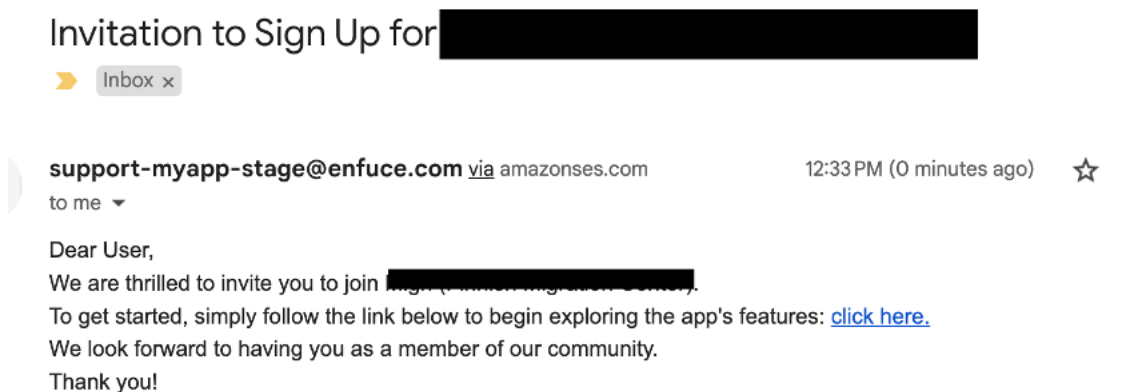 Invitation to Sign Up for
Inbox ×
support-myapp-stage@enfuce.com via amazonses.com 12:33 PM (0 minutes ago)
to me
Dear User,
We are thrilled to invite you to join
To get started, simply follow the link below to begin exploring the app's features: click here.
We look forward to having you as a member of our community.
Thank you!